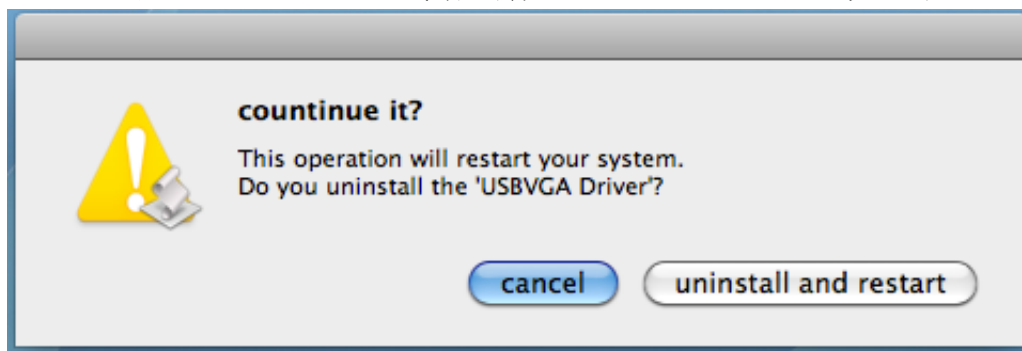 countinue it?
This operation will restart your system.
Do you uninstall the 'USBVGA Driver'?
cancel
uninstall and restart